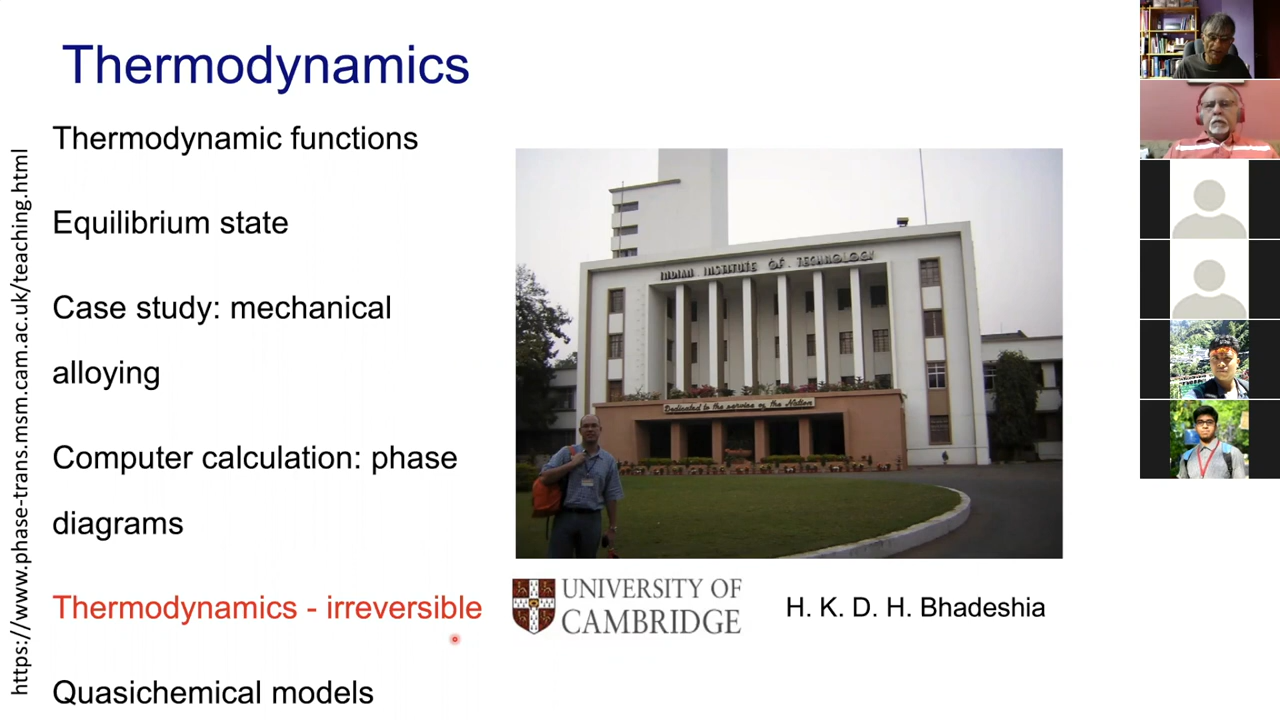 Thermodynamics
Thermodynamic functions
Equilibrium state
Case study: mechanical
alloying
Computer calculation: phase
diagrams
Thermodynamics - irreversible
Quasichemical models
https://www.phase-trans.msm.cam.ac.uk/teaching.html
INDIAN INSTITUTE OF TECHNOLOGY
Dedicated to the service of the Nation
UNIVERSITY OF
CAMBRIDGE
H. K. D. H. Bhadeshia